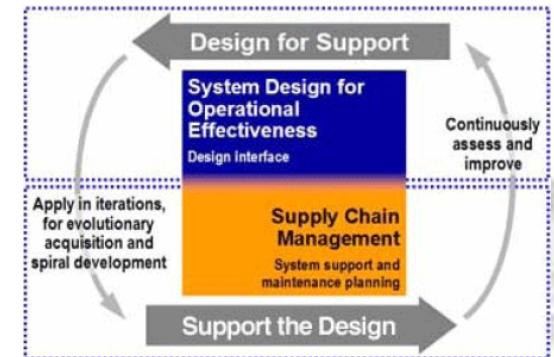 Design for Support
System Design for
Operational
Effectiveness
Design interface
Continuously
assess and
improve
Apply in iterations,
for evolutionary
acquisition and
spiral development
Supply Chain
Management
System support and
maintenance planning
Support the Design